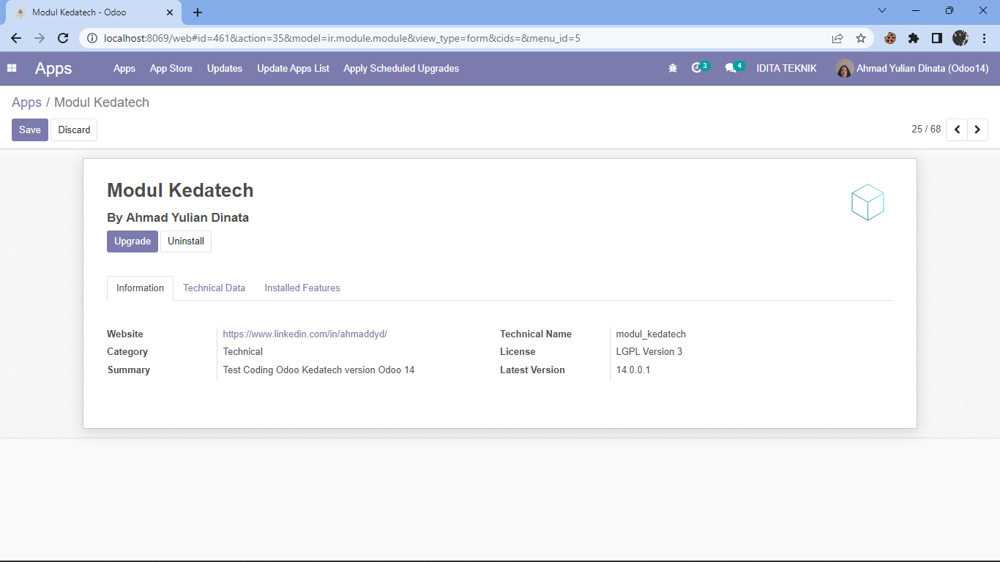 Modul Kedatech - Odoo
localhost:8069/web#id=461&action=35&model=ir.module.module&view_type=form&cids=&menu_id=5
Apps Apps App Store Updates Update Apps List Apply Scheduled Upgrades 3 4 IDITA TEKNIK Ahmad Yulian Dinata (Odoo14)
Apps / Modul Kedatech
Save Discard 25 / 68
Modul Kedatech
By Ahmad Yulian Dinata
Upgrade Uninstall
Information Technical Data Installed Features
Website https://www.linkedin.com/in/ahmaddyd/ Technical Name modul_kedatech
Category Technical License LGPL Version 3
Summary Test Coding Odoo Kedatech version Odoo 14 Latest Version 14.0.0.1